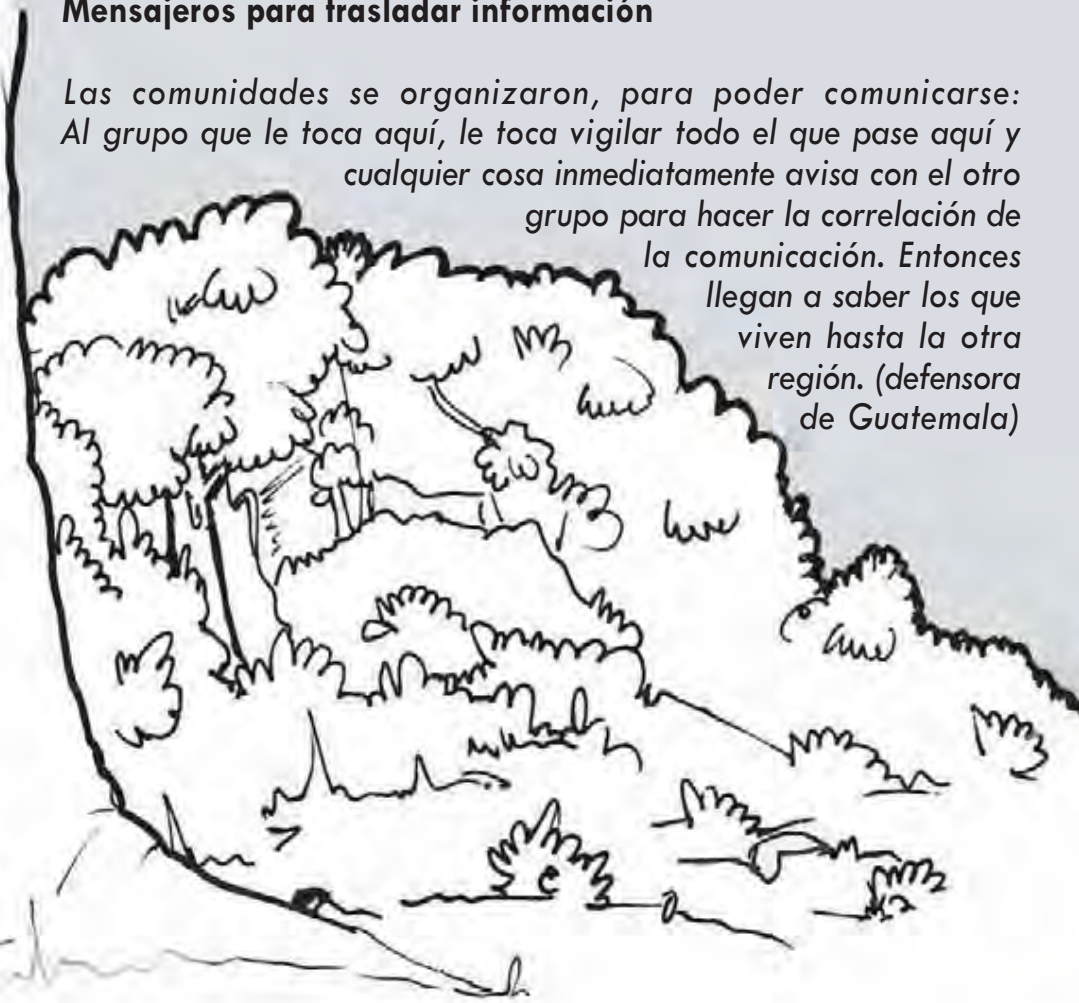 Mensajeros para trasladar información
Las comunidades se organizaron, para poder comunicarse:
Al grupo que le toca aquí, le toca vigilar todo el que pase aquí y
cualquier cosa inmediatamente avisa con el otro
grupo para hacer la correlación de
la comunicación. Entonces
llegan a saber los que
viven hasta la otra
región. (defensora
de Guatemala)